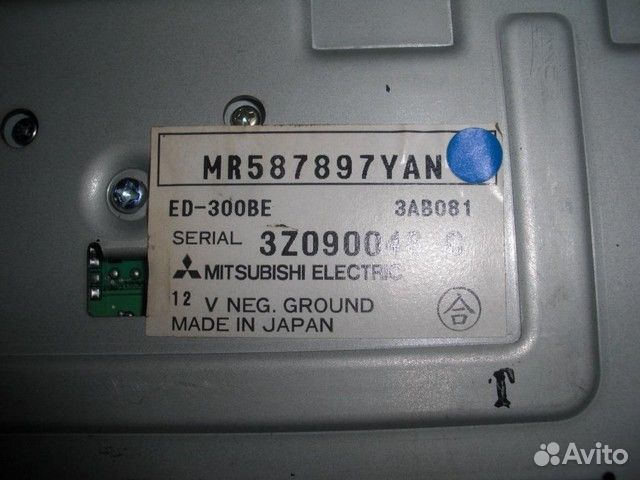 MR587897YAN
ED-300BE 3AB081
SERIAL
MITSUBISHI ELECTRIC
12 V NEG. GROUND
MADE IN JAPAN
合
T
Avito